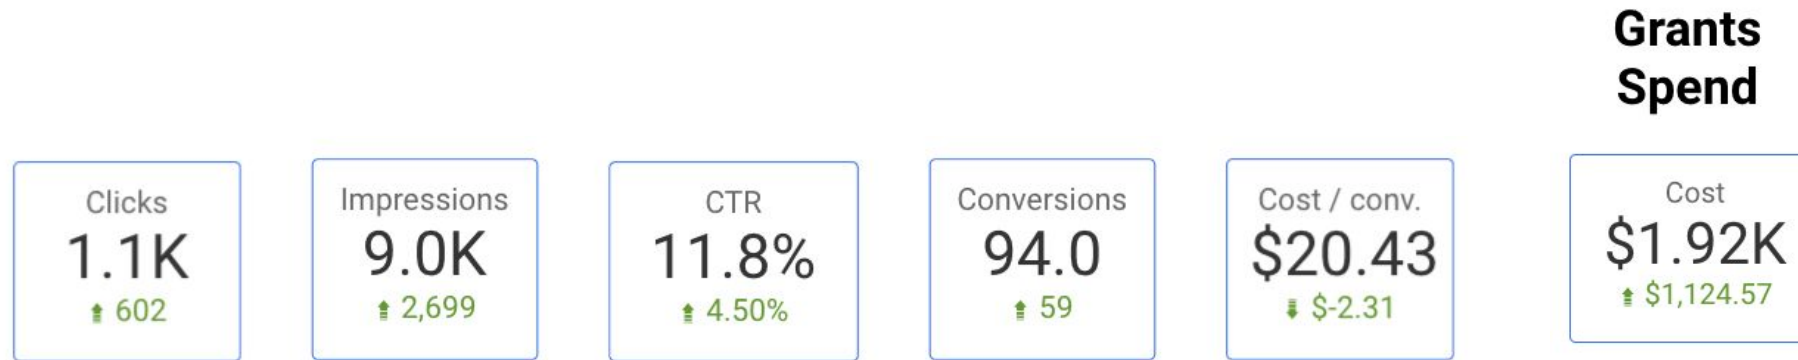 Grants
Spend
Clicks
1.1K
602
Impressions
9.0K
2,699
CTR
11.8%
4.50%
Conversions
94.0
59
Cost / conv.
$20.43
$-2.31
Cost
$1.92K
$1,124.57